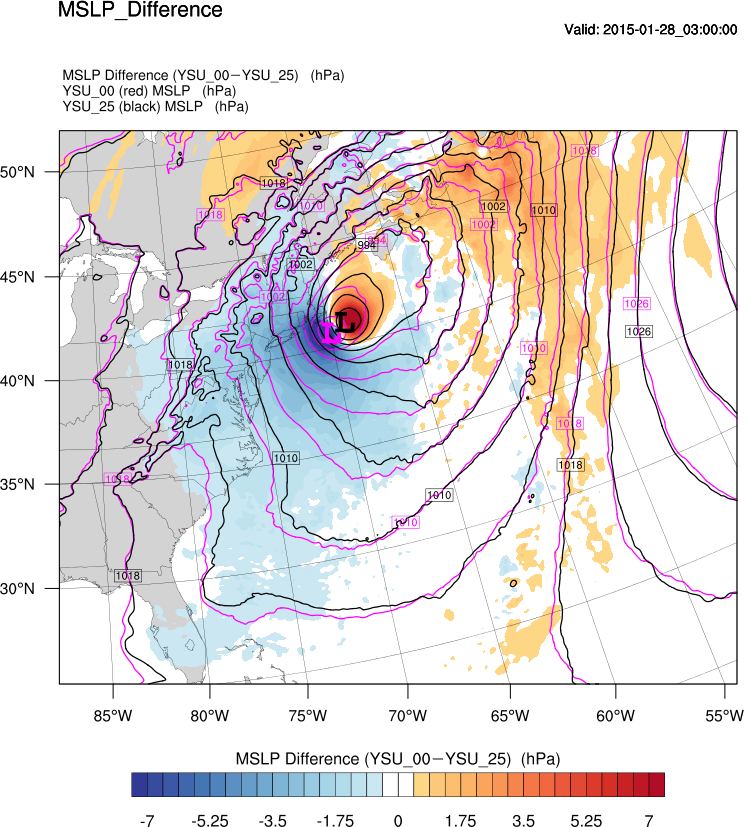 MSLP_Difference
Valid: 2015-01-28_03:00:00
MSLP Difference (YSU_00−YSU_25) (hPa)
YSU_00 (red) MSLP (hPa)
YSU_25 (black) MSLP (hPa)
50°N
1018
1018
1018
1010
1002
1010
1018
1002
994
994
45°N
1002
1002
1026
1026
L
L
1010
1018
40°N
1018
1010
1018
1018
35°N
1010
1010
1018
30°N
85°W 80°W 75°W 70°W 65°W 60°W 55°W
MSLP Difference (YSU_00−YSU_25) (hPa)
-7 -5.25 -3.5 -1.75 0 1.75 3.5 5.25 7